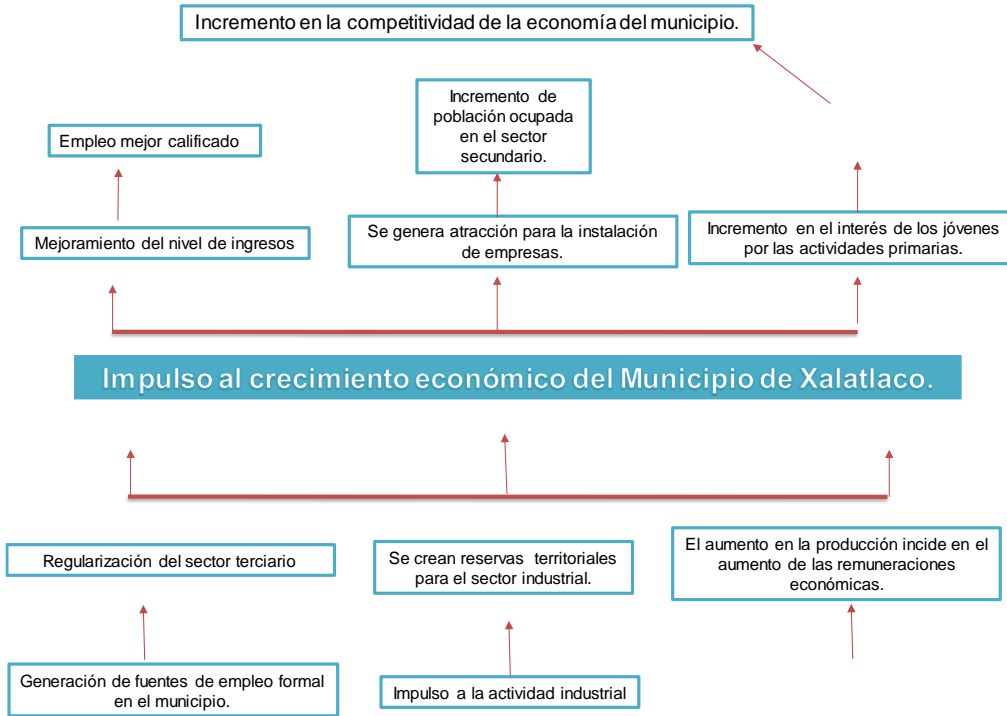 Incremento en la competitividad de la economía del municipio.
Incremento de
población ocupada
en el sector
secundario.
Empleo mejor calificado
Mejoramiento del nivel de ingresos
Se genera atracción para la instalación
de empresas.
Incremento en el interés de los jóvenes
por las actividades primarias.
Impulso al crecimiento económico del Municipio de Xalatlaco.
Regularización del sector terciario
Se crean reservas territoriales
para el sector industrial.
El aumento en la producción incide en el
aumento de las remuneraciones
económicas.
Generación de fuentes de empleo formal
en el municipio.
Impulso a la actividad industrial